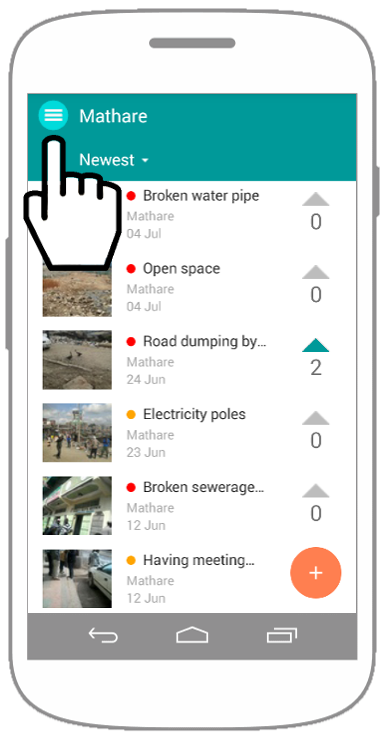 Mathare
Newest
Broken water pipe
Mathare
04 Jul
0
Open space
Mathare
04 Jul
0
Road dumping by...
Mathare
24 Jun
2
Electricity poles
Mathare
23 Jun
0
Broken sewerage...
Mathare
12 Jun
0
Having meeting...
Mathare
12 Jun
+